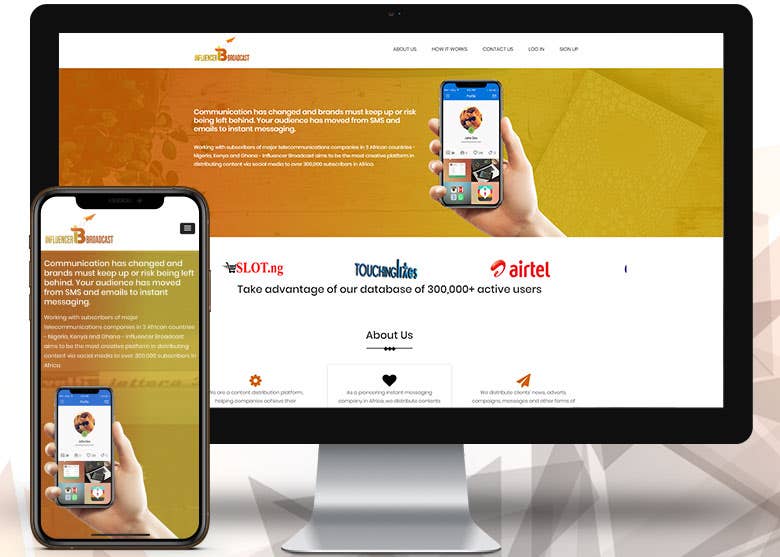 INFLUENCER BROADCAST
ABOUT US HOW IT WORKS CONTACT US LOG IN SIGN UP
Communication has changed and brands must keep up or risk
being left behind. Your audience has moved from SMS and
emails to instant messaging.
Working with subscribers of major telecommunications companies in 3 African countries -
Nigeria, Kenya and Ghana - Influencer Broadcast aims to be the most creative platform in
distributing content via social media to over 300,000 subscribers in Africa.
Profile
SLOT.ng TOUCHINGlives airtel
Take advantage of our database of 300,000+ active users
About Us
We are a content distribution platform,
helping companies achieve their
As a pioneering instant messaging
company in Africa, we distribute contents
We distribute clients' news, adverts
campaigns, messages and other forms of
INFLUENCER BROADCAST
Communication has changed and
brands must keep up or risk being left
behind. Your audience has moved
from SMS and emails to instant
messaging.
Working with subscribers of major
telecommunications companies in 3 African countries
- Nigeria, Kenya and Ghana - Influencer Broadcast
aims to be the most creative platform in distributing
content via social media to over 300,000 subscribers in
Africa.
Profile